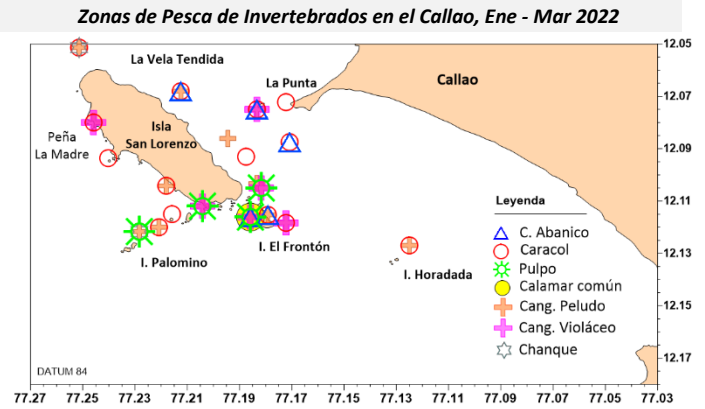 Zonas de Pesca de Invertebrados en el Callao, Ene - Mar 2022
12.05
La Vela Tendida
La Punta
Callao
12.07
Peña
La Madre
Isla
San Lorenzo
12.09
12.11
Leyenda
C. Abanico
Caracol
Pulpo
Calamar común
Cang. Peludo
Cang. Violáceo
Chanque
I. El Frontón
I. Palomino
I. Horadada
12.13
12.15
12.17
DATUM 84
77.27 77.25 77.23 77.21 77.19 77.17 77.15 77.13 77.11 77.09 77.07 77.05 77.03